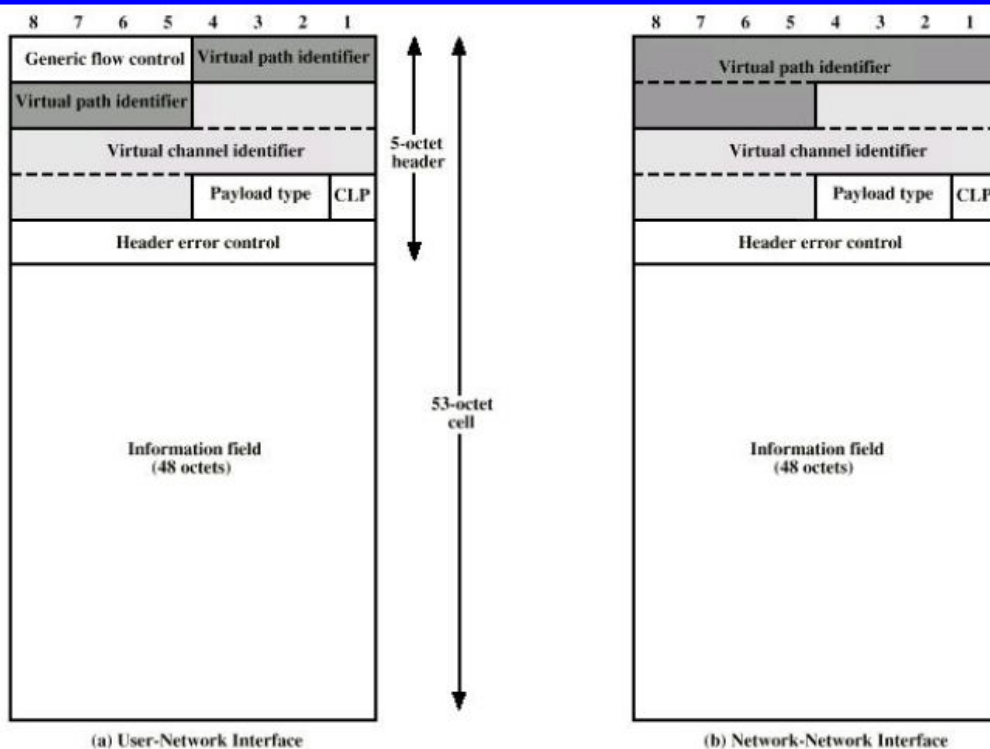 8 7 6 5 4 3 2 1
Generic flow control
Virtual path identifier
Virtual path identifier
Virtual channel identifier
Payload type
CLP
Header error control
Information field
(48 octets)
(a) User-Network Interface
5-octet
header
53-octet
cell
8 7 6 5 4 3 2 1
Virtual path identifier
Virtual channel identifier
Payload type
CLP
Header error control
Information field
(48 octets)
(b) Network-Network Interface